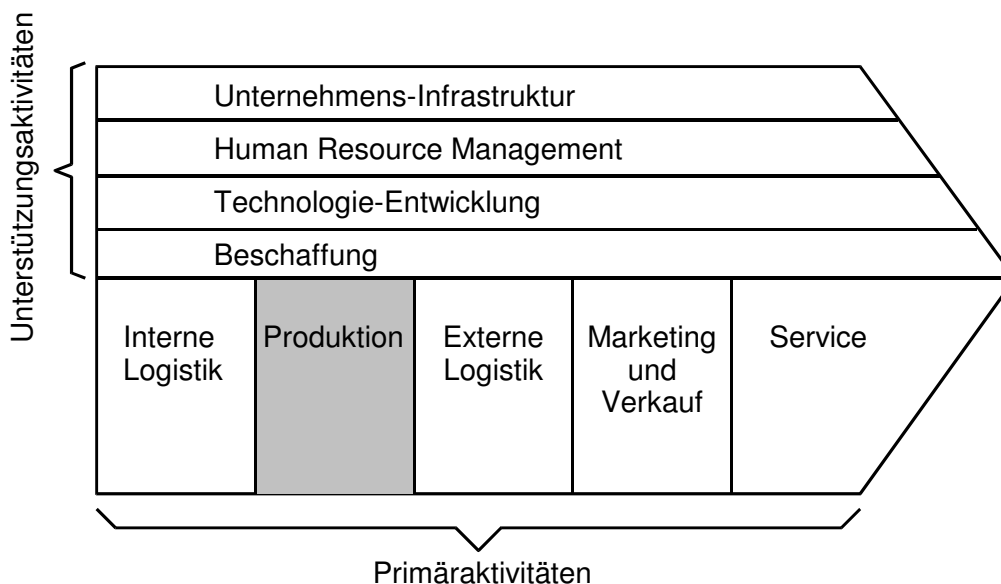 Unterstützungsaktivitäten
Unternehmens-Infrastruktur
Human Resource Management
Technologie-Entwicklung
Beschaffung
Interne
Logistik
Produktion
Externe
Logistik
Marketing
und
Verkauf
Service
Primäraktivitäten